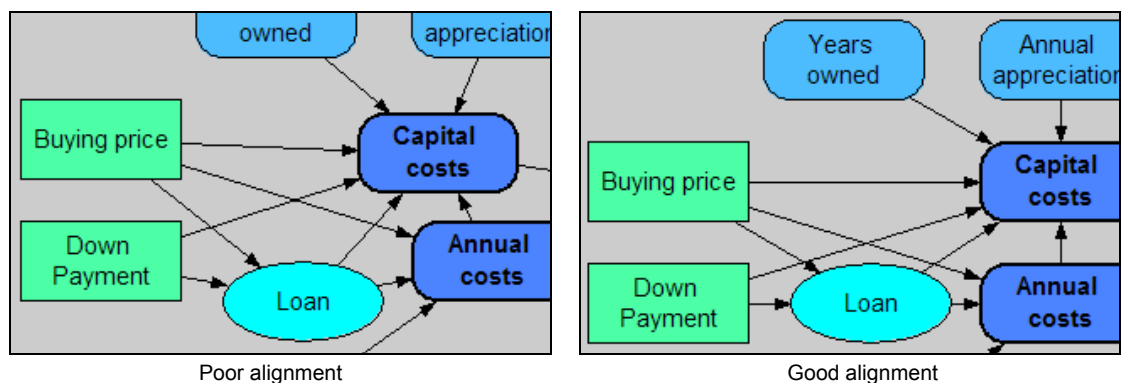 owned
appreciation
Buying price
Capital
costs
Down
Payment
Annual
costs
Loan
Poor alignment
Years
owned
Annual
appreciation
Buying price
Capital
costs
Down
Payment
Loan
Annual
costs
Good alignment